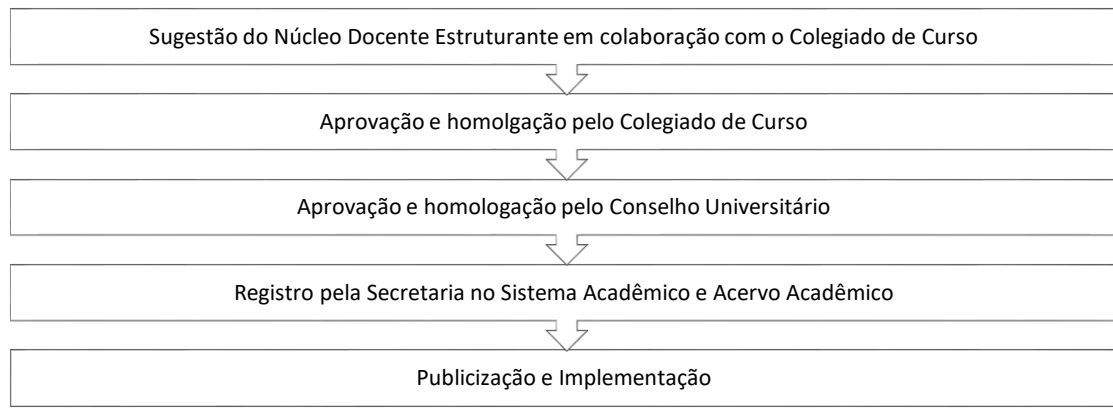 Sugestão do Núcleo Docente Estruturante em colaboração com o Colegiado de Curso
Aprovação e homolgação pelo Colegiado de Curso
Aprovação e homologação pelo Conselho Universitário
Registro pela Secretaria no Sistema Acadêmico e Acervo Acadêmico
Publicização e Implementação